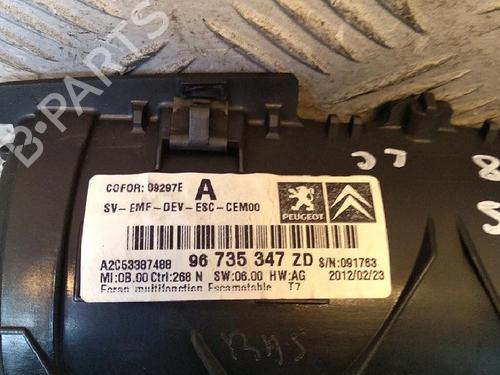 B-PARTS
COFOR: 09297E A
SV-EMF-DEV-ESC-CEM00
PEUGEOT
A2C53387488 96 735 347 ZD S/N:091763
MI:0B.00 Ctrl:268 N SW:06.00 HW:AG 2012/02/23
Ecran multifonction Escamotable T7